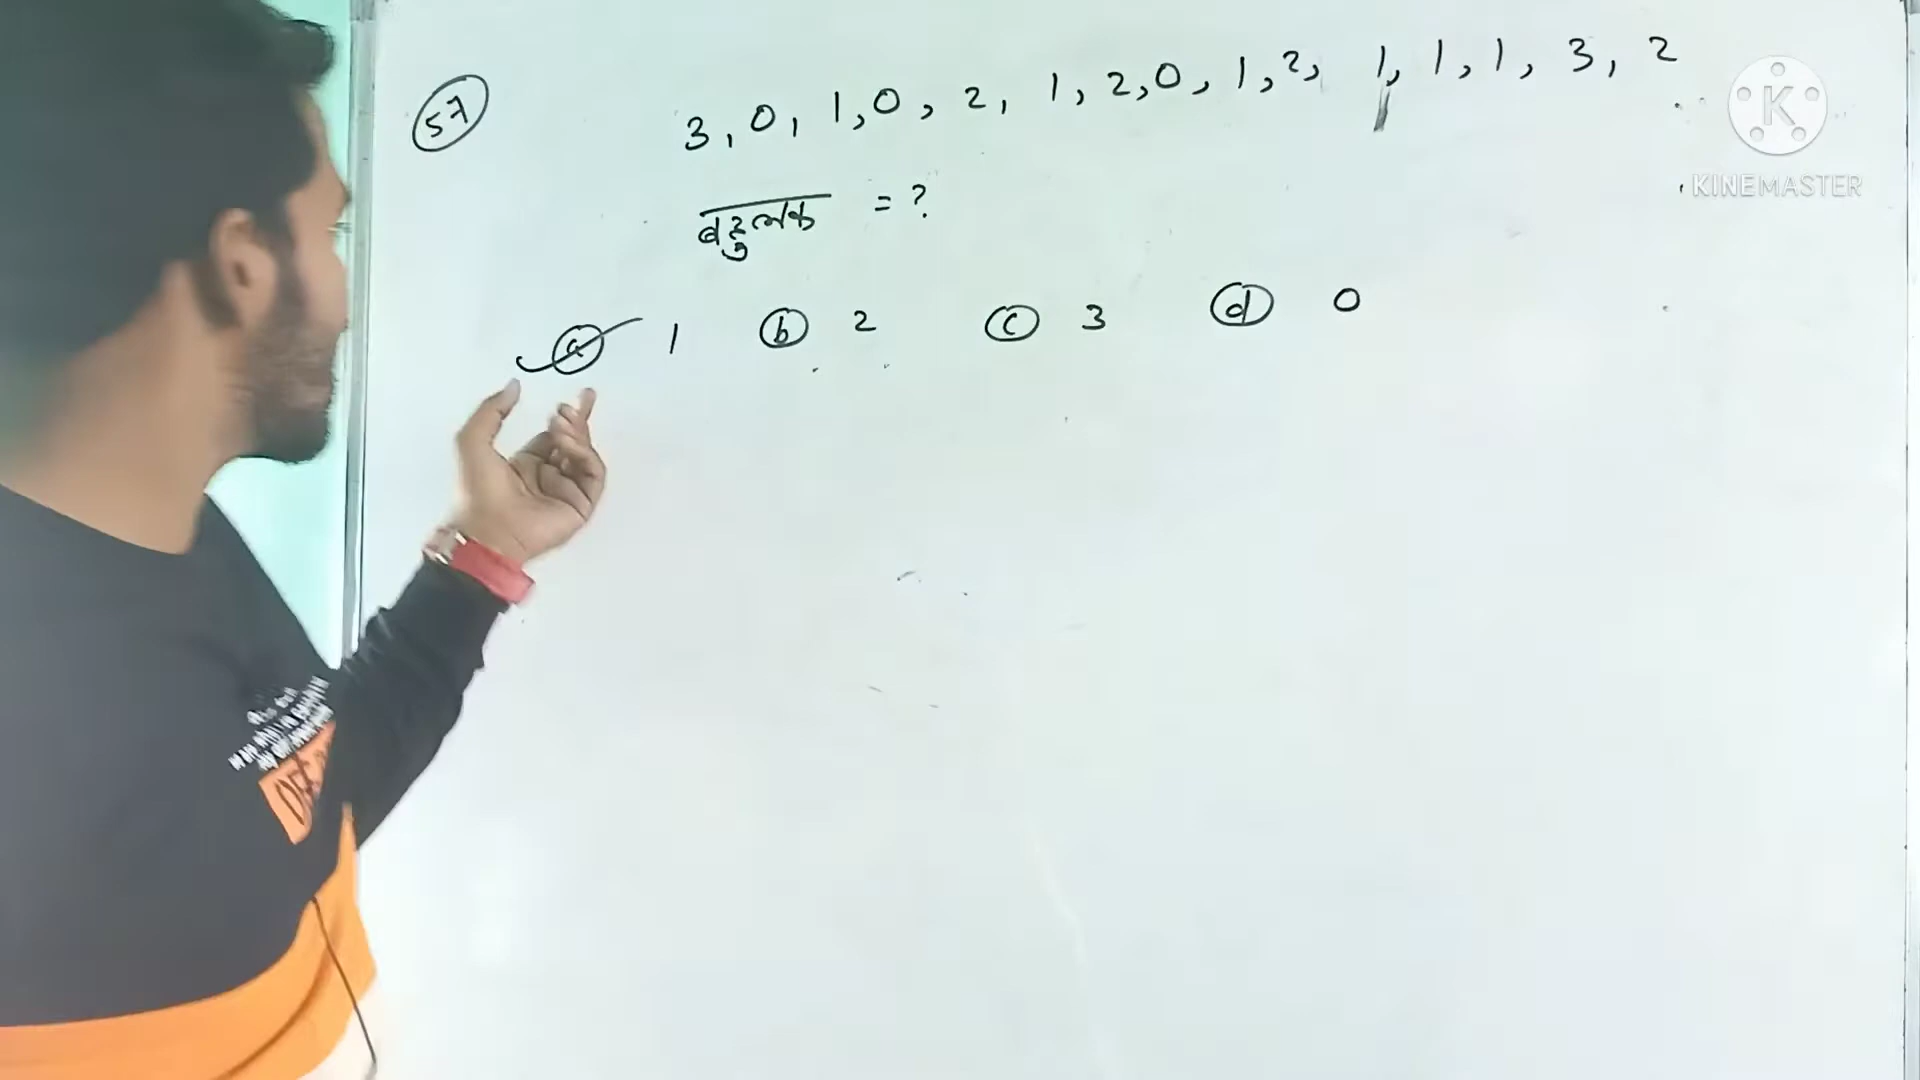 57 3, 0, 1, 0, 2, 1, 2, 0, 1, 2, 1, 1, 1, 3, 2
बहुलक = ?
a 1 b 2 c 3 d 0
KINEMASTER